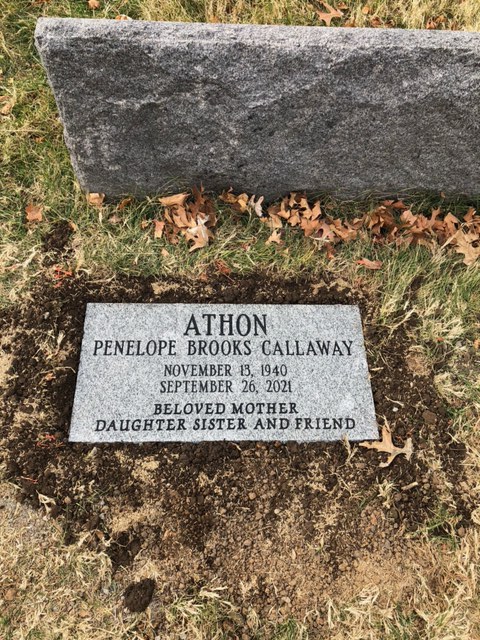 ATHON
PENELOPE BROOKS CALLAWAY
NOVEMBER 13, 1940
SEPTEMBER 26, 2021
BELOVED MOTHER
DAUGHTER SISTER AND FRIEND